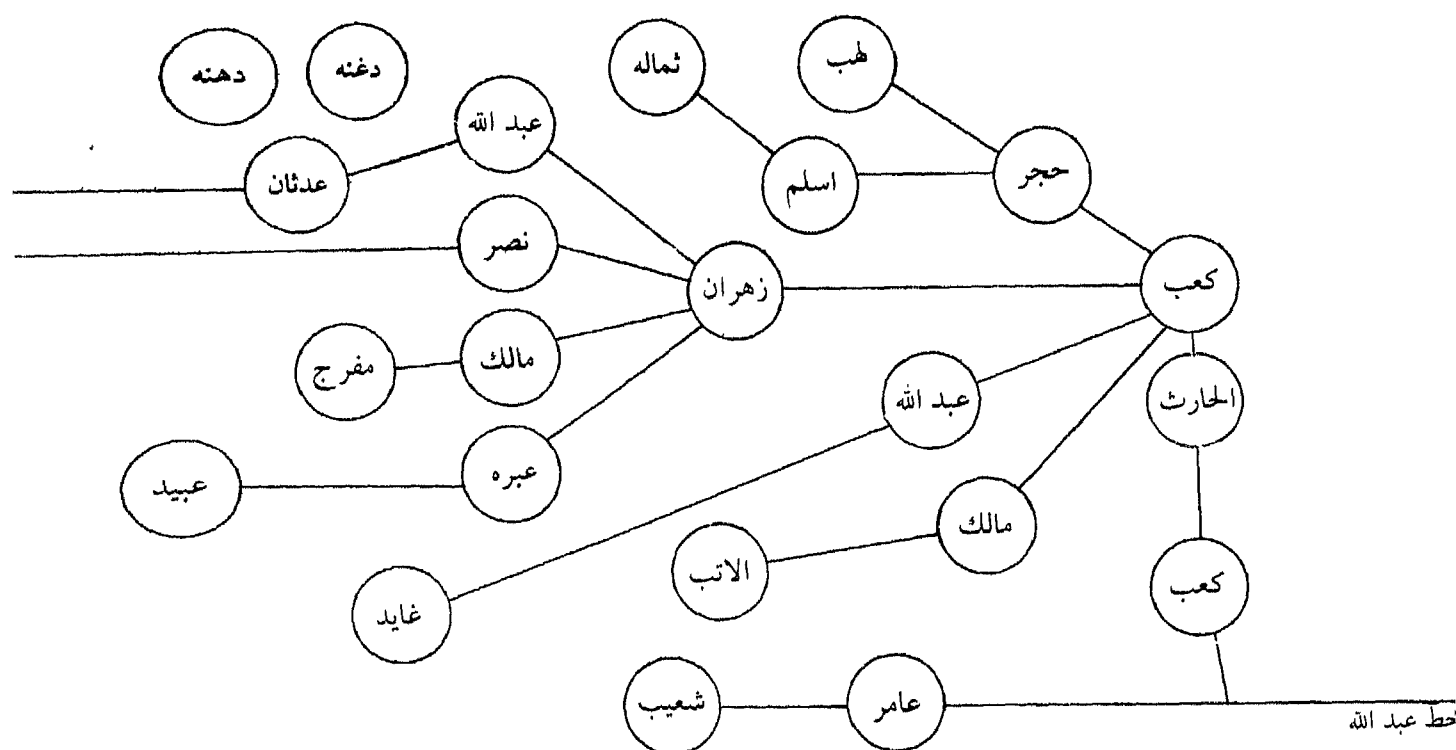 لهب
ثماله
دغنه
دهنه
عبد الله
حجر
اسلم
عدثان
نصر
كعب
زهران
مالك
مفرج
عبد الله
الحارث
عبره
عبيد
مالك
الاتب
كعب
غايد
عامر
شعيب
خط عبد الله